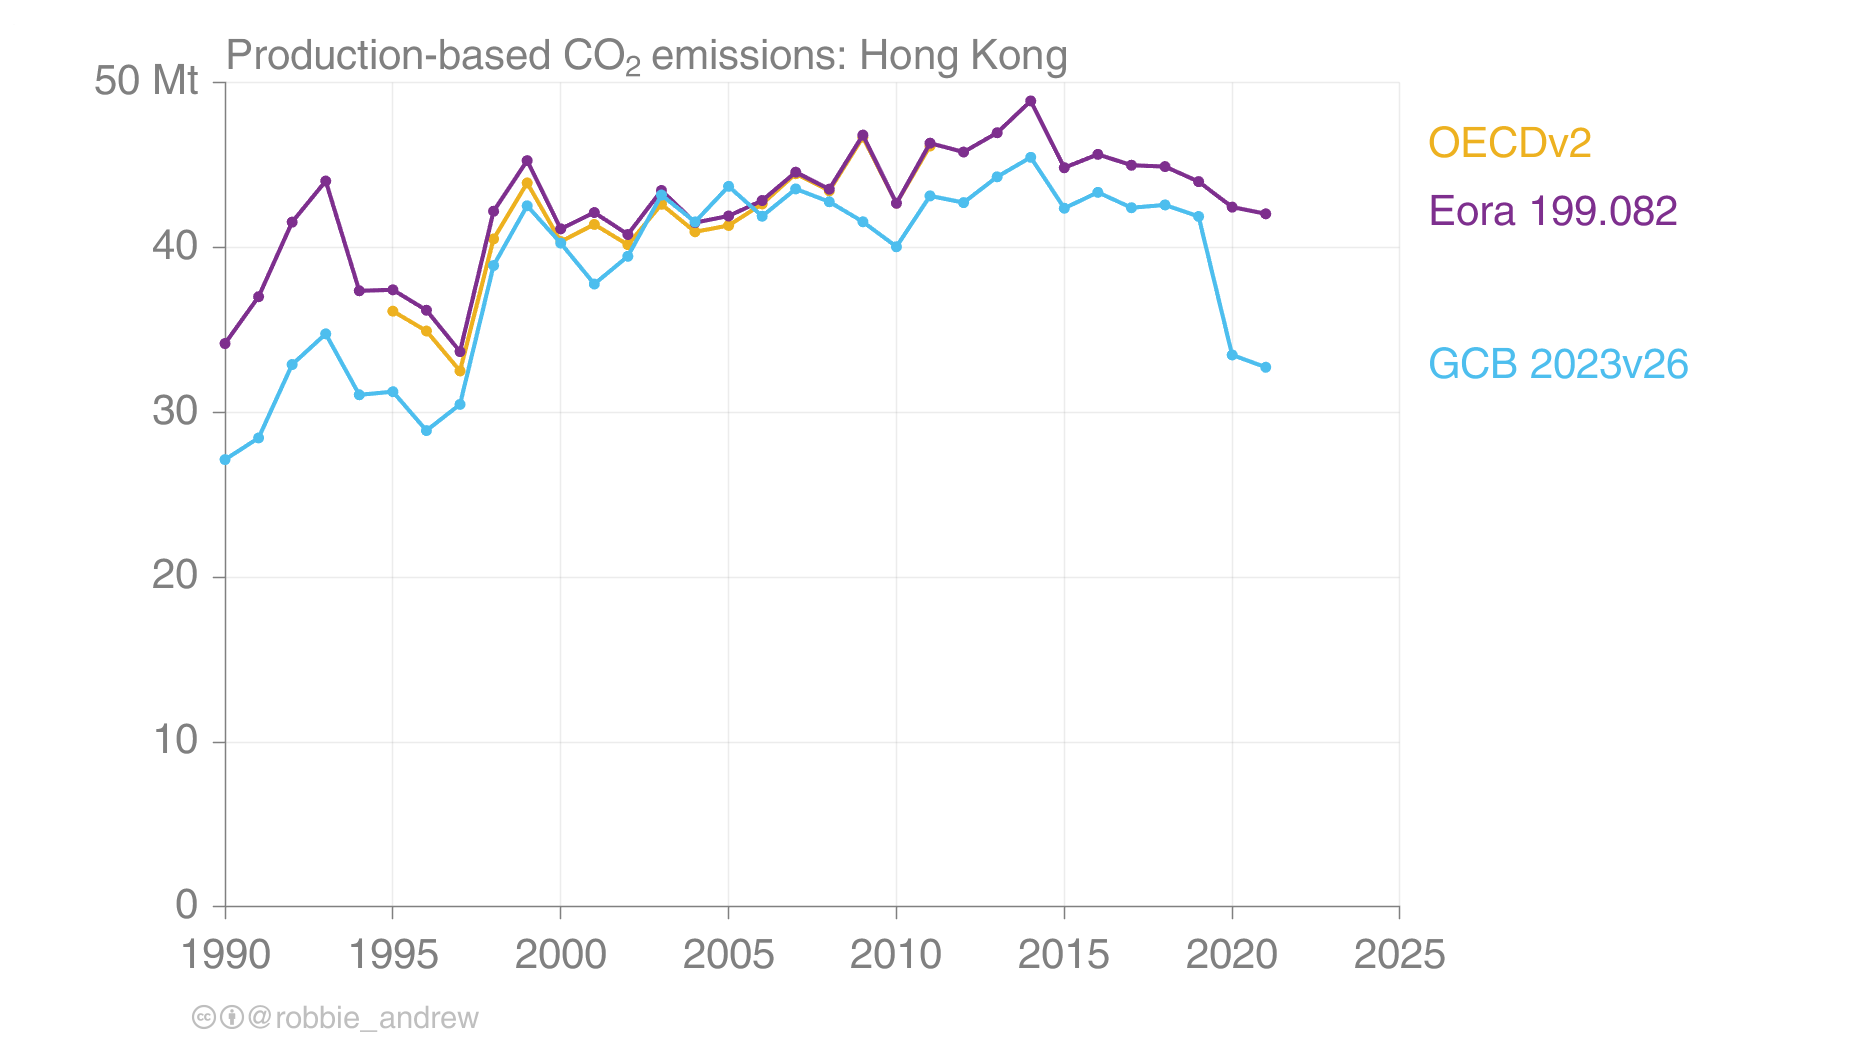 Production-based CO₂ emissions: Hong Kong
50 Mt
40
30
20
10
0
1990 1995 2000 2005 2010 2015 2020 2025
OECDv2
Eora 199.082
GCB 2023v26
cc @robbie_andrew